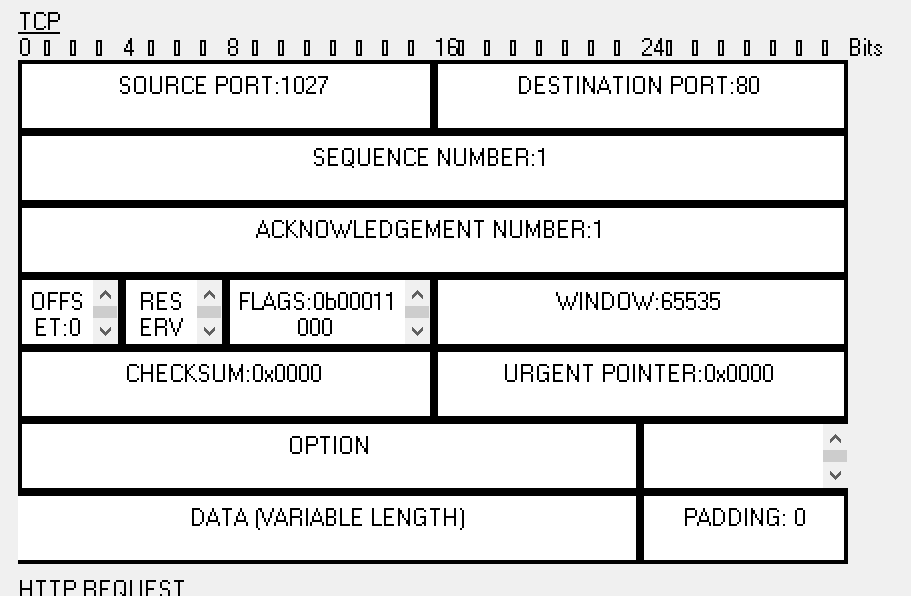 TCP
0 4 8 16 24 Bits
SOURCE PORT:1027 DESTINATION PORT:80
SEQUENCE NUMBER:1
ACKNOWLEDGEMENT NUMBER:1
OFFS RES FLAGS:0b00011 WINDOW:65535
ET:0 ERV 000
CHECKSUM:0x0000 URGENT POINTER:0x0000
OPTION
DATA (VARIABLE LENGTH) PADDING: 0
HTTP REQUEST